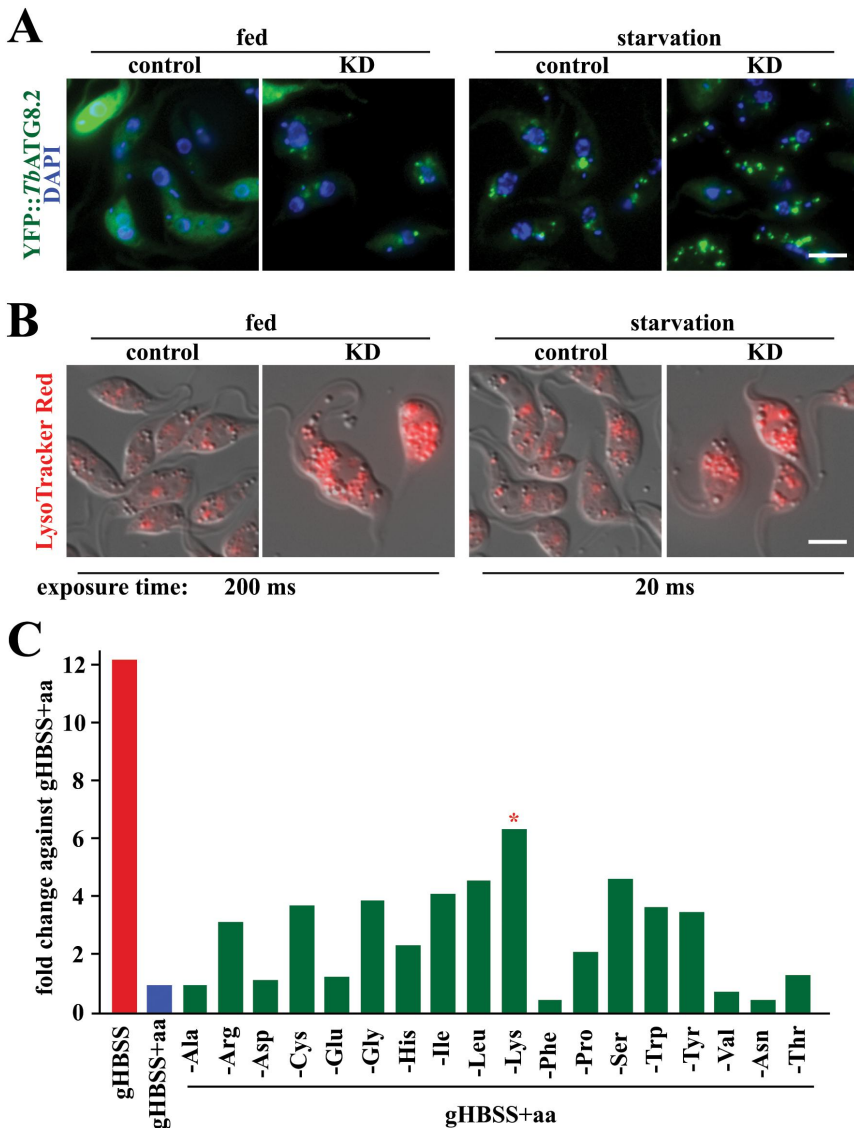 A
fed
starvation
control
KD
control
KD
YFP::TbATG8.2
DAPI
B
fed
starvation
control
KD
control
KD
LysoTracker Red
exposure time: 200 ms
20 ms
C
fold change against gHBSS+aa
12
10
8
6
4
2
0
*
gHBSS
gHBSS+aa
-Ala
-Arg
-Asp
-Cys
-Glu
-Gly
-His
-Ile
-Leu
-Lys
-Phe
-Pro
-Ser
-Trp
-Tyr
-Val
-Asn
-Thr
gHBSS+aa